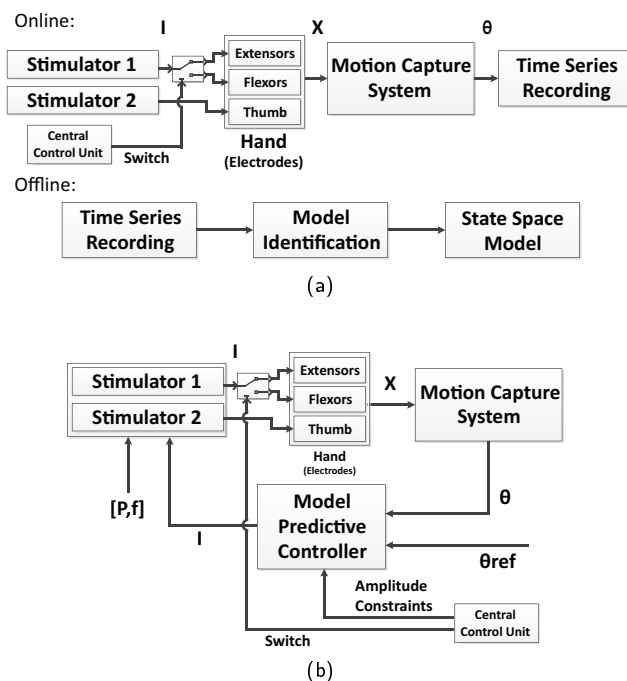 Online:
I
X
θ
Stimulator 1
Stimulator 2
Central
Control Unit
Switch
Extensors
Flexors
Thumb
Hand
(Electrodes)
Motion Capture
System
Time Series
Recording
Offline:
Time Series
Recording
Model
Identification
State Space
Model
(a)
I
X
Stimulator 1
Stimulator 2
Extensors
Flexors
Thumb
Hand
(Electrodes)
Motion Capture
System
θ
[P,f]
I
Model
Predictive
Controller
θref
Amplitude
Constraints
Central
Control Unit
Switch
(b)